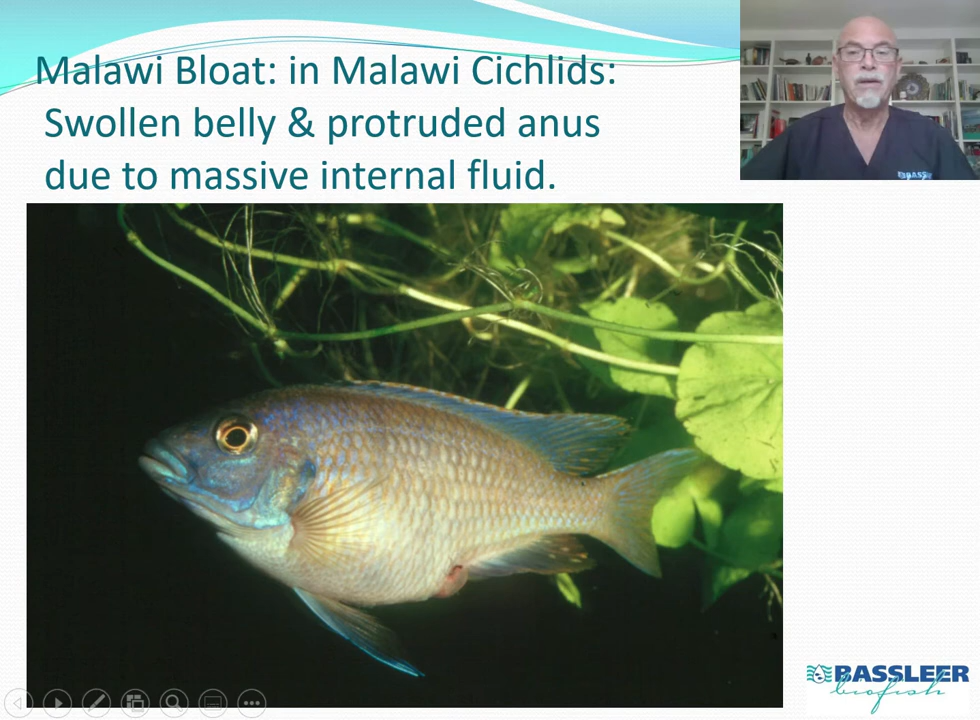 Malawi Bloat: in Malawi Cichlids:
Swollen belly & protruded anus
due to massive internal fluid.
BASSLEER
biofish